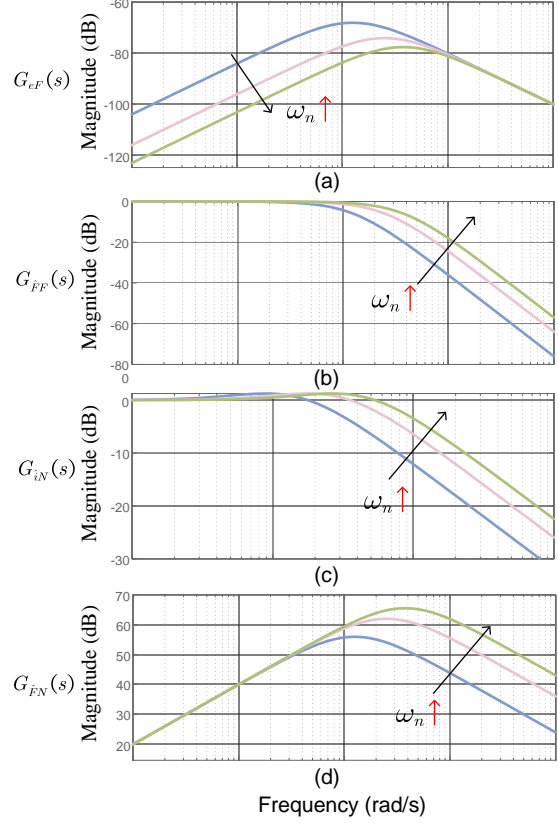 -60
-80
-100
-120
Magnitude (dB)
G_{eF}(s)
ω_n ↑
(a)
0
-20
-40
-60
-80
Magnitude (dB)
G_{\hat{F}F}(s)
ω_n ↑
(b)
0
0
-10
-20
-30
Magnitude (dB)
G_{\hat{i}N}(s)
ω_n ↑
(c)
70
60
50
40
30
20
Magnitude (dB)
G_{\hat{F}N}(s)
ω_n ↑
(d)
Frequency (rad/s)